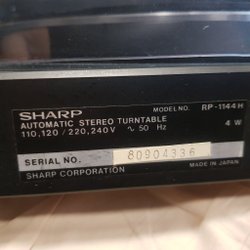 SHARP MODEL NO. RP-1144H
AUTOMATIC STEREO TURNTABLE 4 W
110,120/220,240V ∿ 50 Hz
SERIAL NO. 80904336
SHARP CORPORATION MADE IN JAPAN